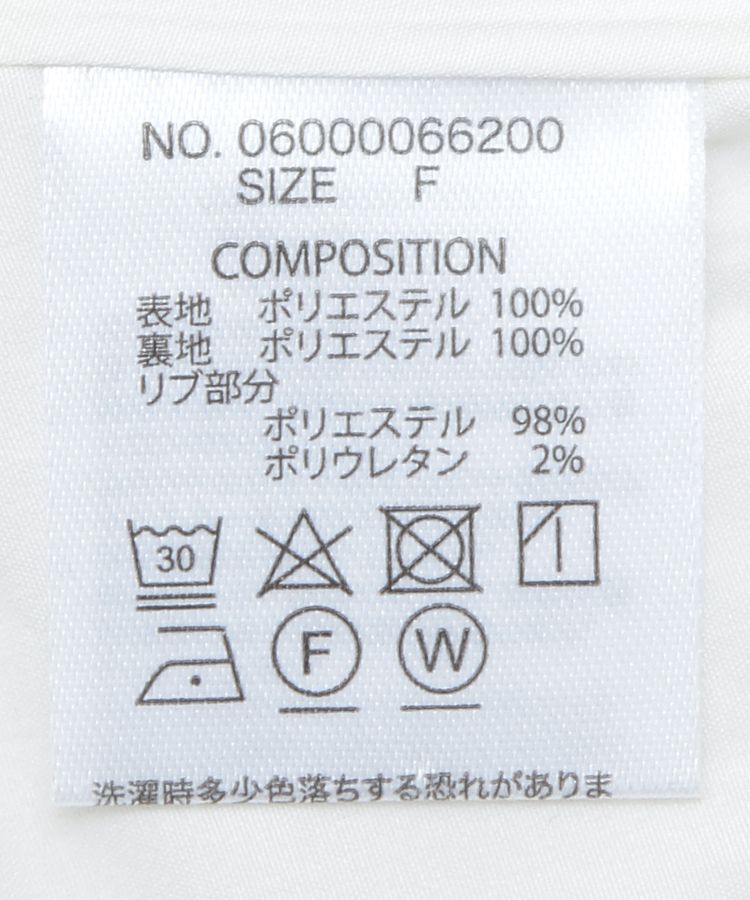 NO. 06000066200
SIZE F
COMPOSITION
表地 ポリエステル 100%
裏地 ポリエステル 100%
リブ部分
ポリエステル 98%
ポリウレタン 2%
30
F W
洗濯時多少色落ちする恐れがありま